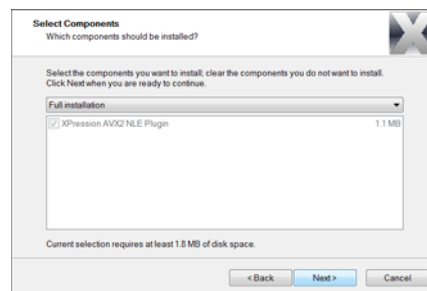 Select Components
Which components should be installed?
Select the components you want to install; clear the components you do not want to install.
Click Next when you are ready to continue.
Full installation
XPression AVX2 NLE Plugin 1.1 MB
Current selection requires at least 1.8 MB of disk space.
< Back Next > Cancel